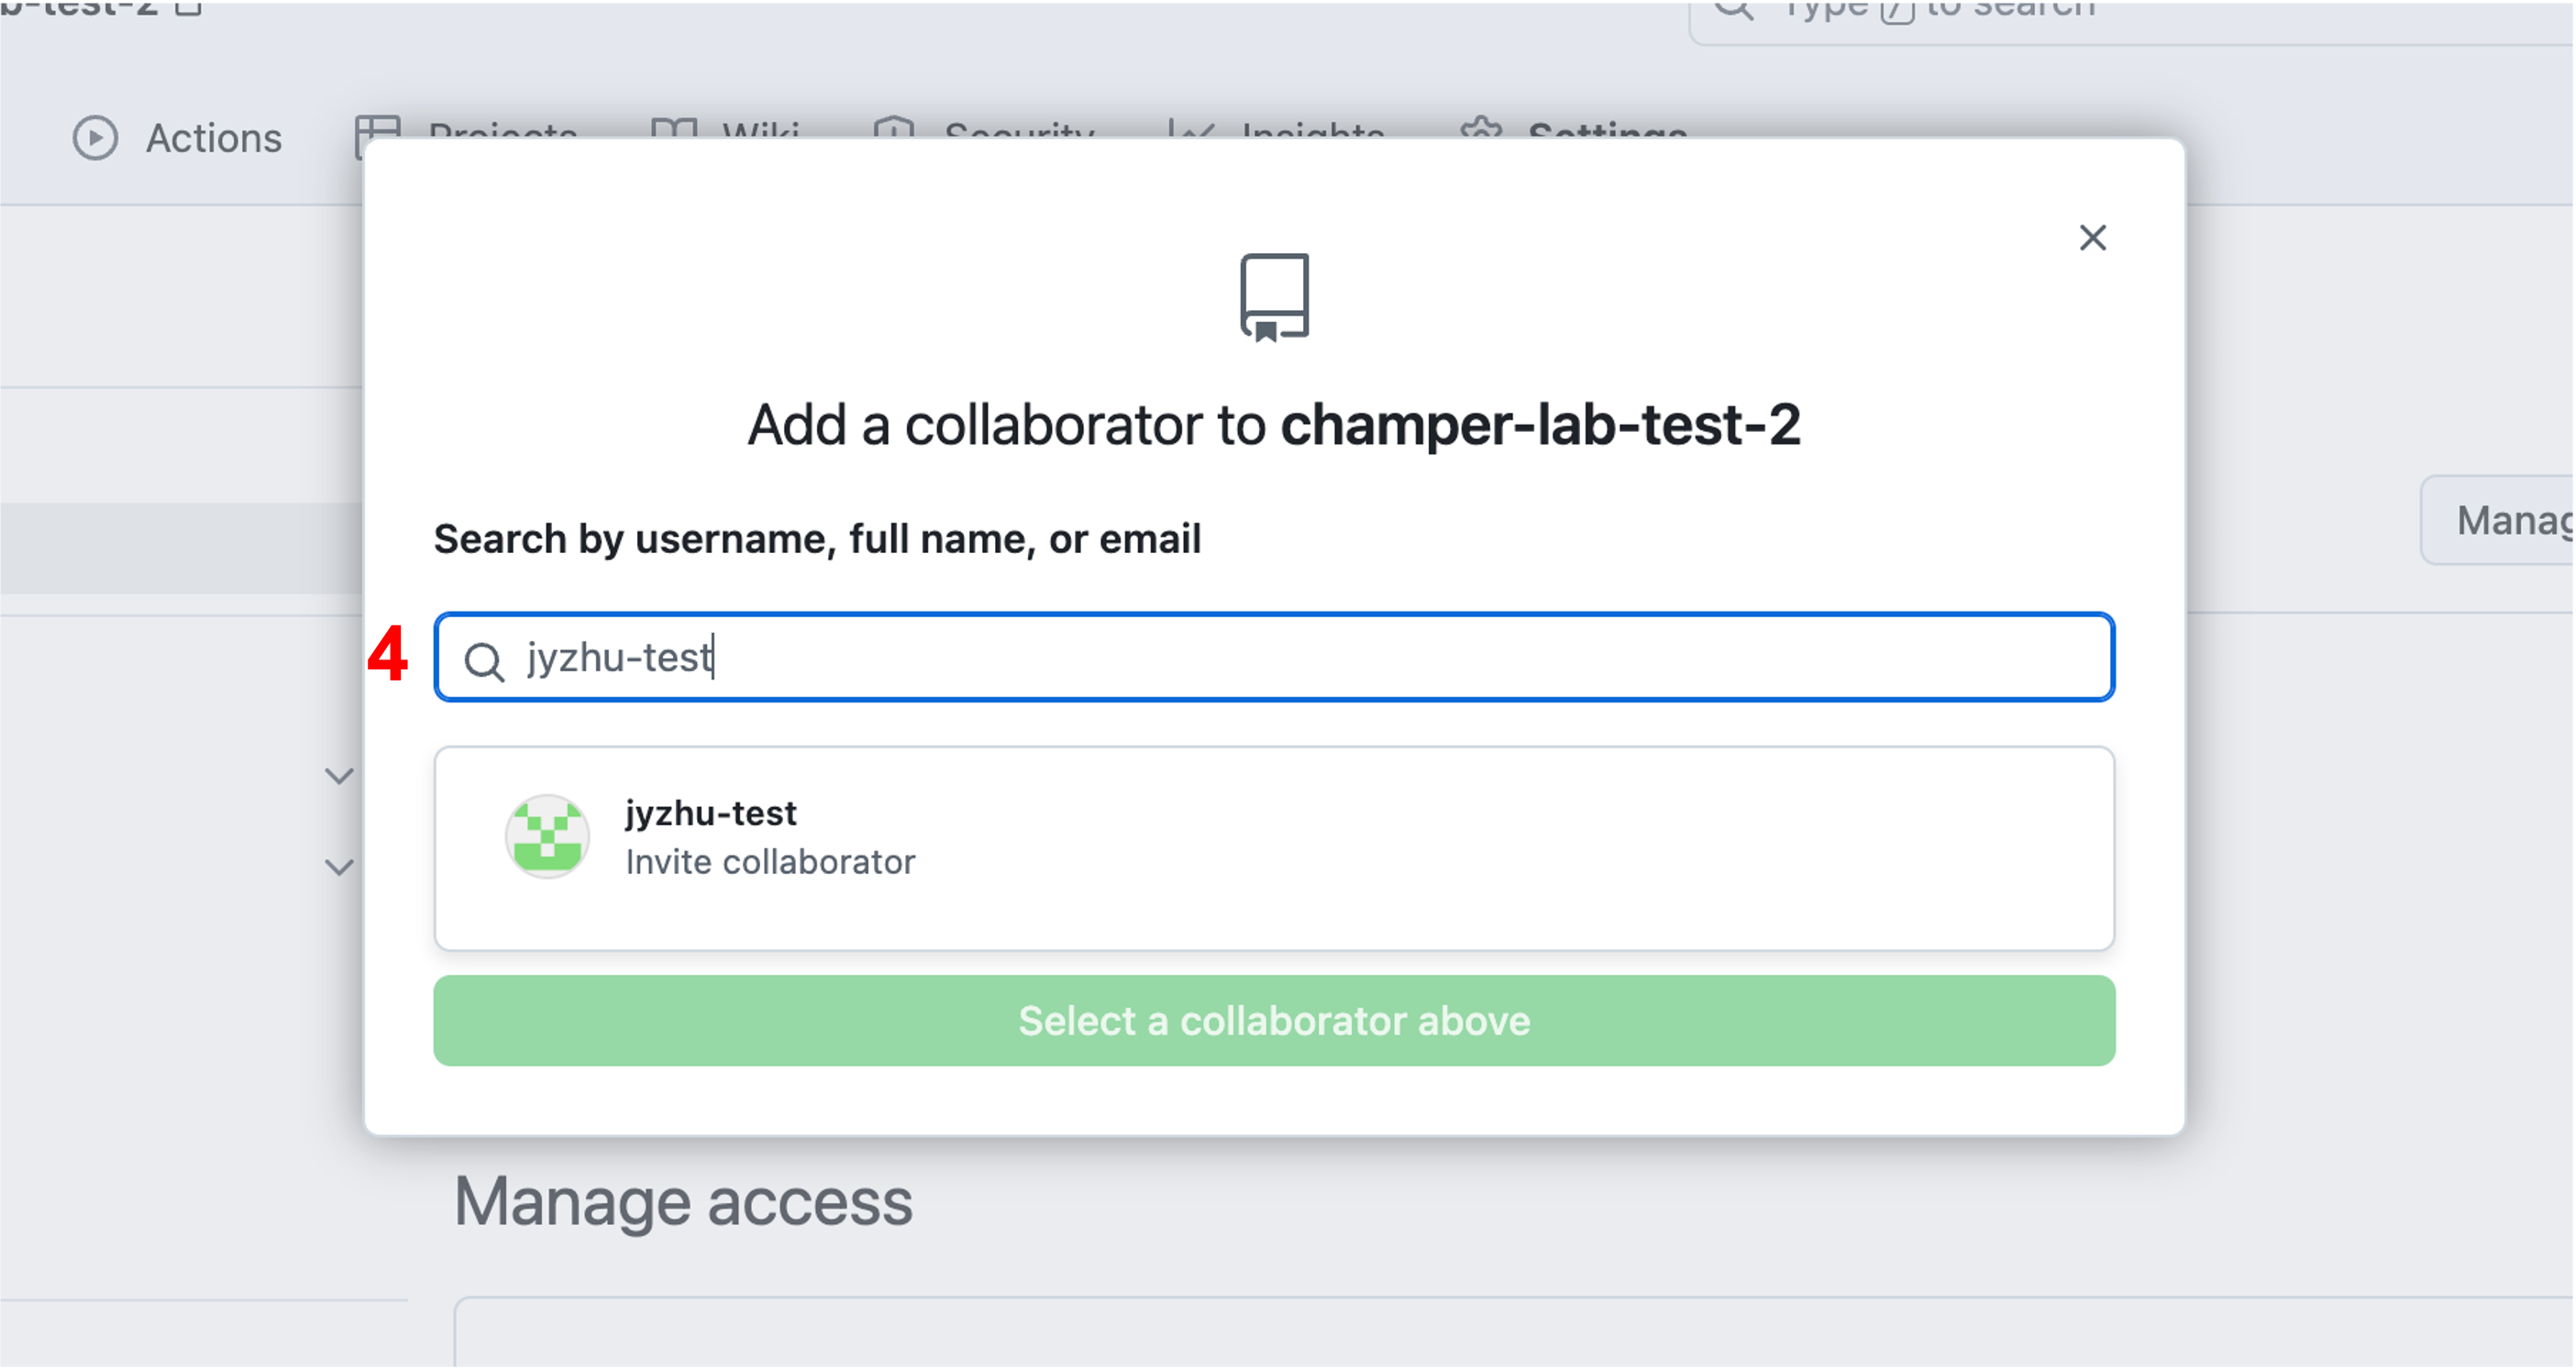 b-test-2
Type / to search
Actions Projects Wiki Security Insights Settings
Add a collaborator to champer-lab-test-2
Search by username, full name, or email
Manag
4 jyzhu-test
jyzhu-test
Invite collaborator
Select a collaborator above
Manage access